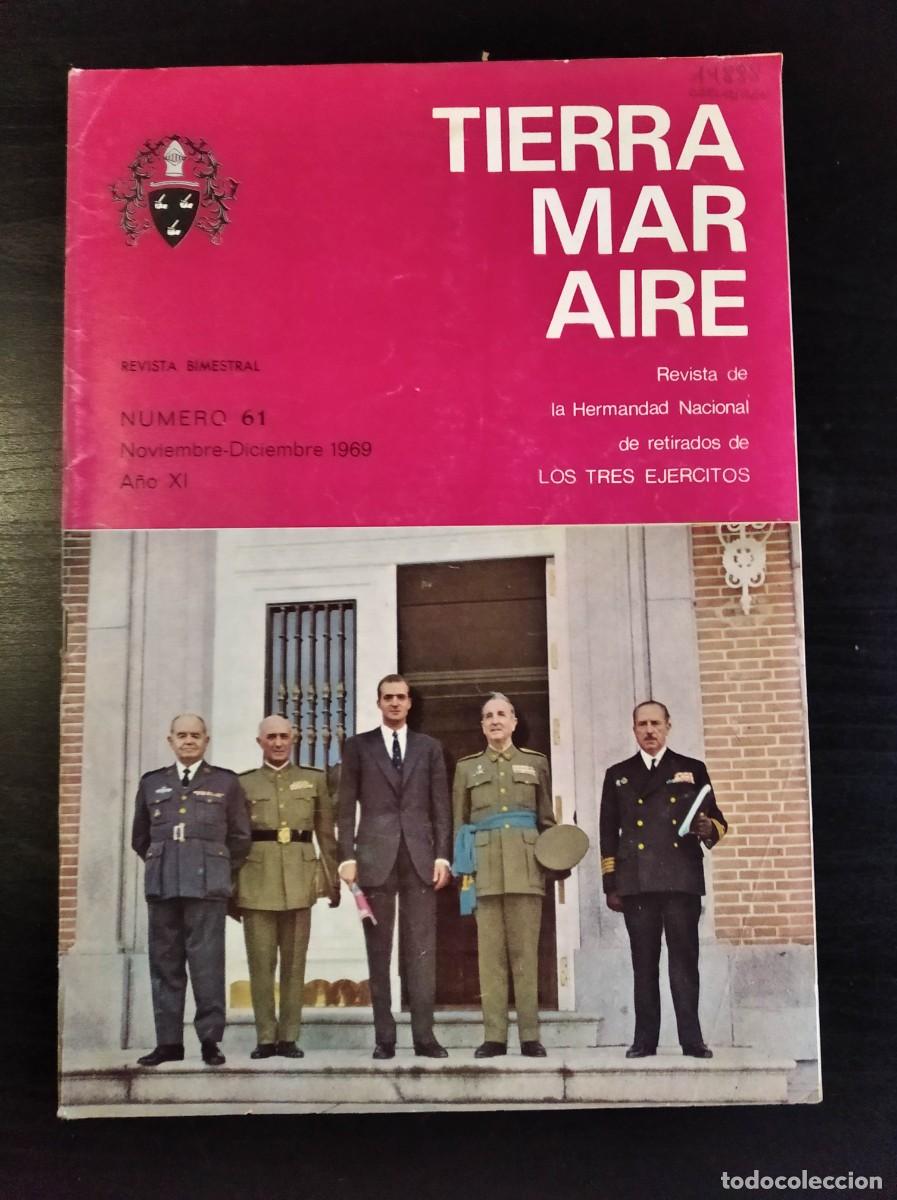 TIERRA
MAR
AIRE
REVISTA BIMESTRAL
NUMERO 61
Noviembre-Diciembre 1969
Año XI
Revista de
la Hermandad Nacional
de retirados de
LOS TRES EJERCITOS
todocoleccion